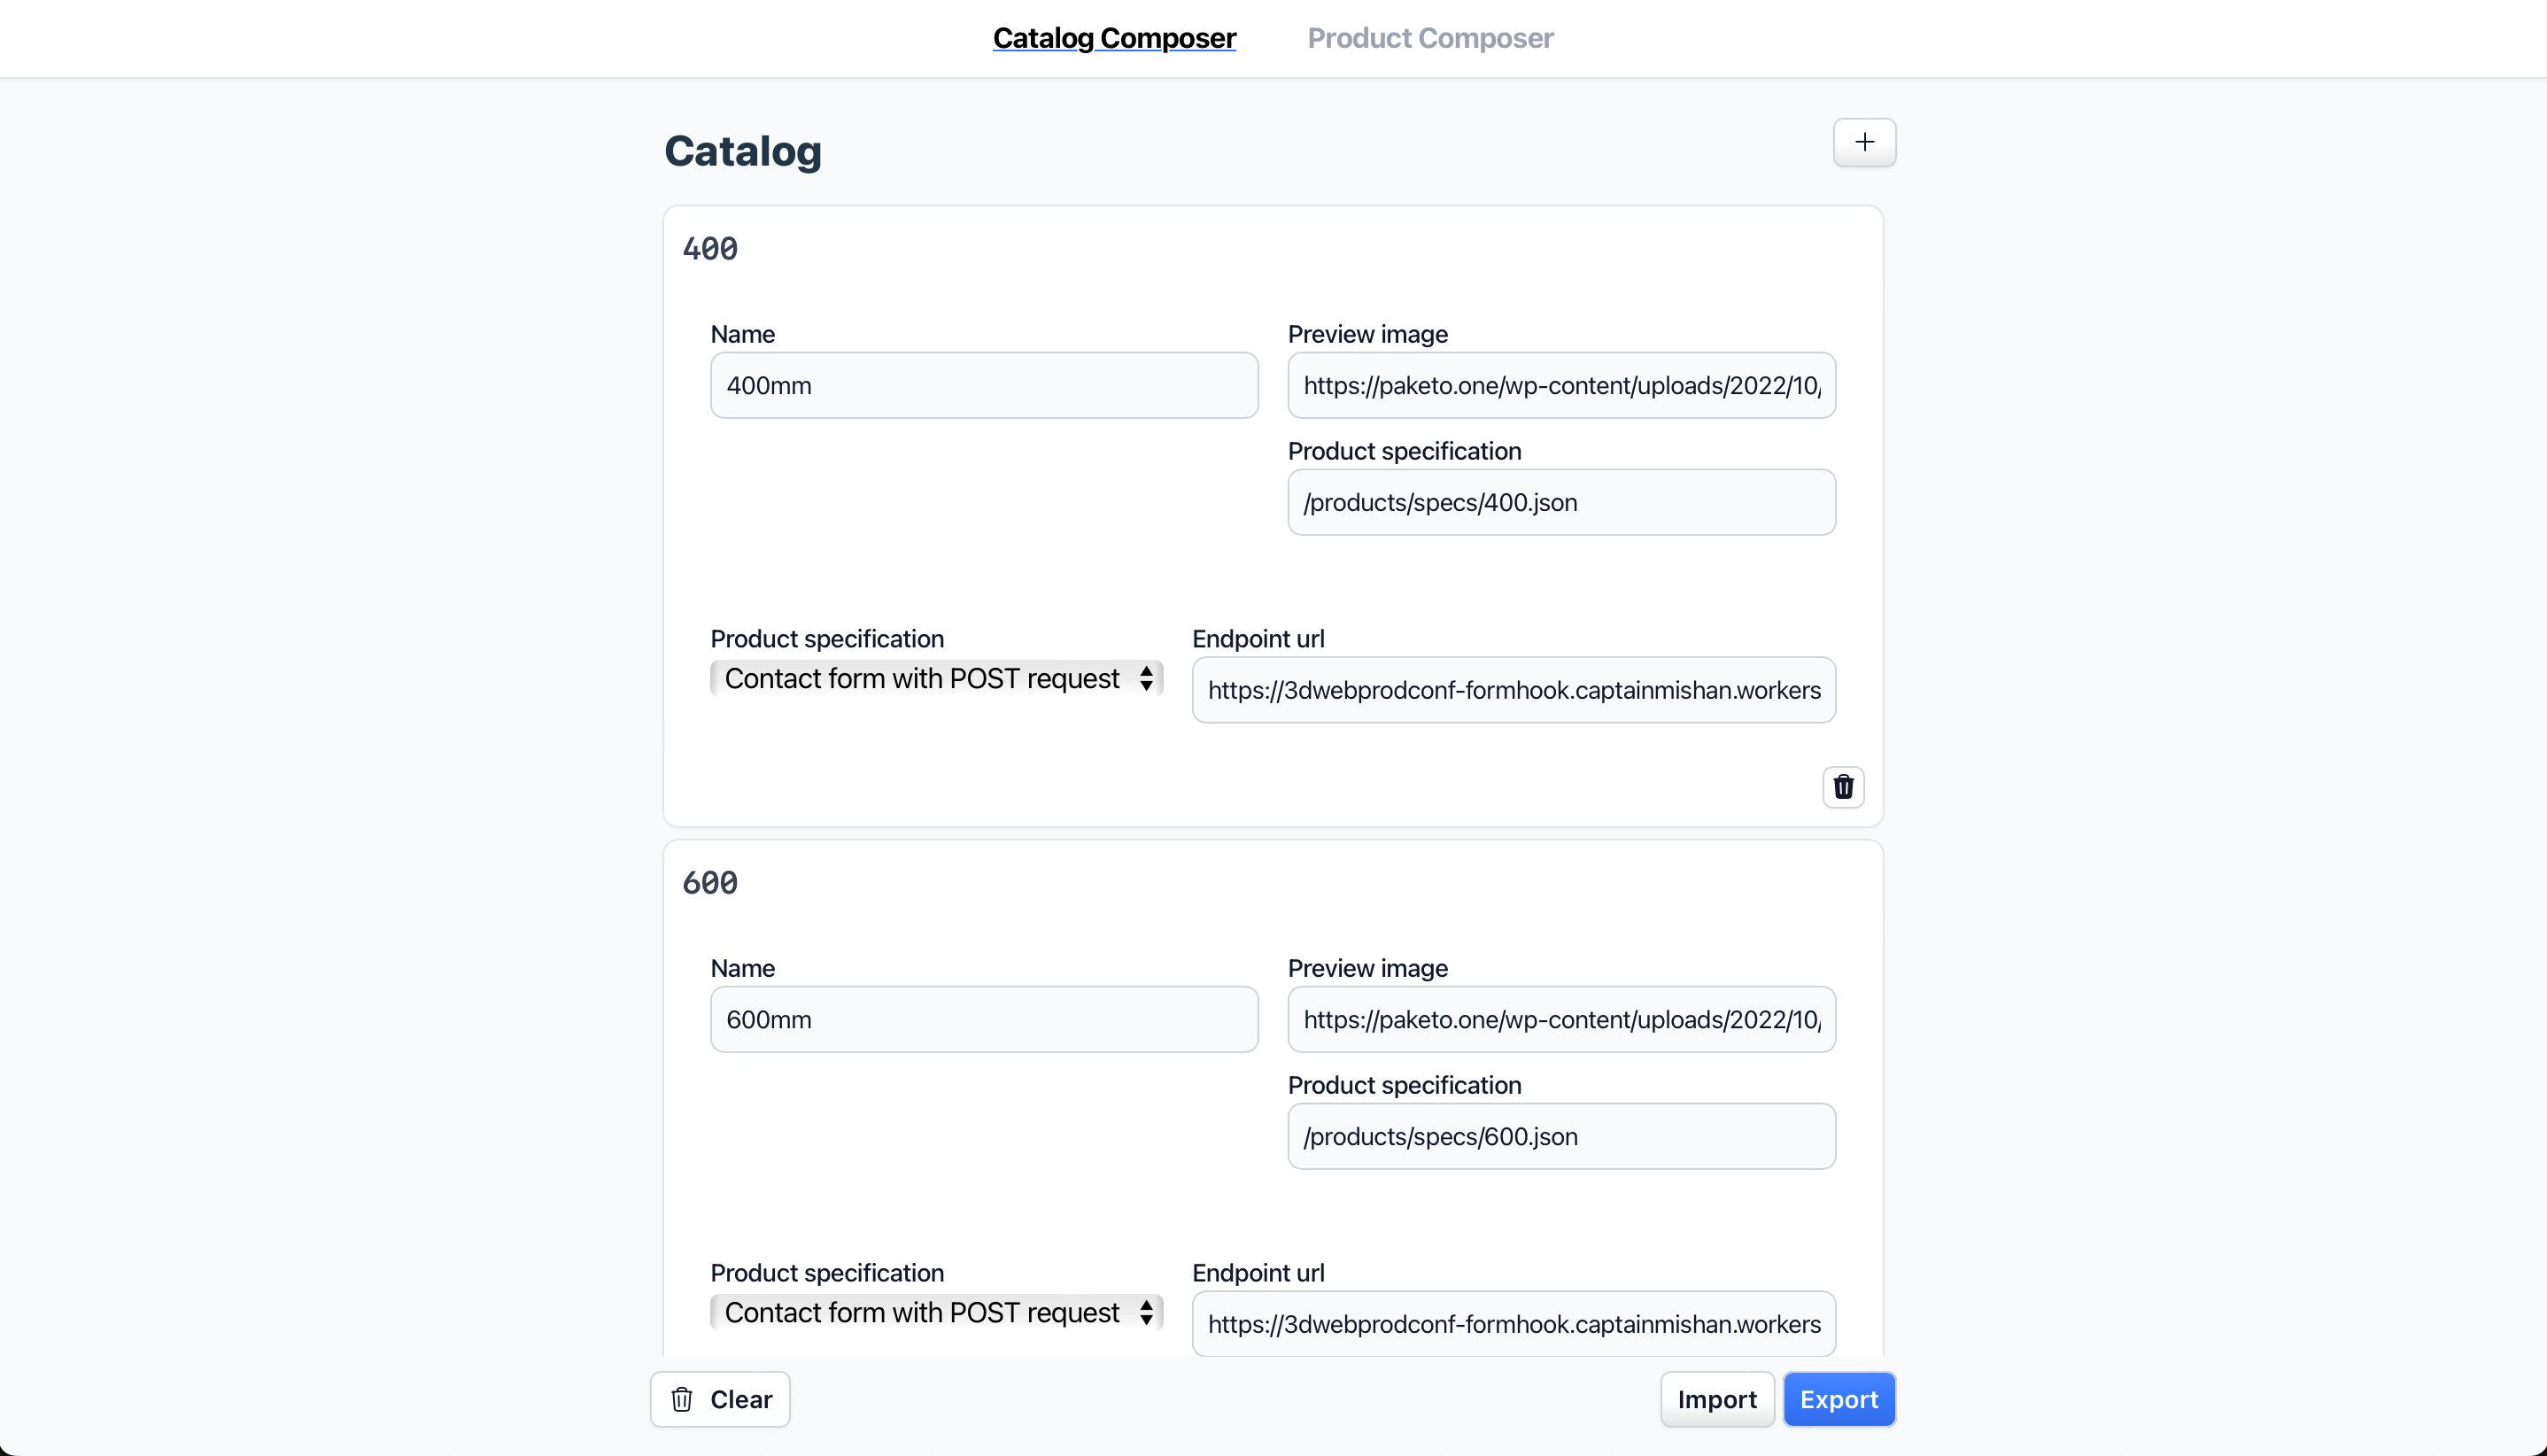 Catalog Composer Product Composer
Catalog
400
Name Preview image
400mm https://paketo.one/wp-content/uploads/2022/10/
Product specification
/products/specs/400.json
Product specification Endpoint url
Contact form with POST request https://3dwebprodconf-formhook.captainmishan.workers
600
Name Preview image
600mm https://paketo.one/wp-content/uploads/2022/10/
Product specification
/products/specs/600.json
Product specification Endpoint url
Contact form with POST request https://3dwebprodconf-formhook.captainmishan.workers
Clear Import Export